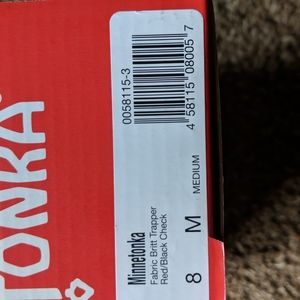 TONKA
Minnetonka
Fabric Britt Trapper
Red/Black Check
8 M MEDIUM
0058115-3
4 58115 08005 7